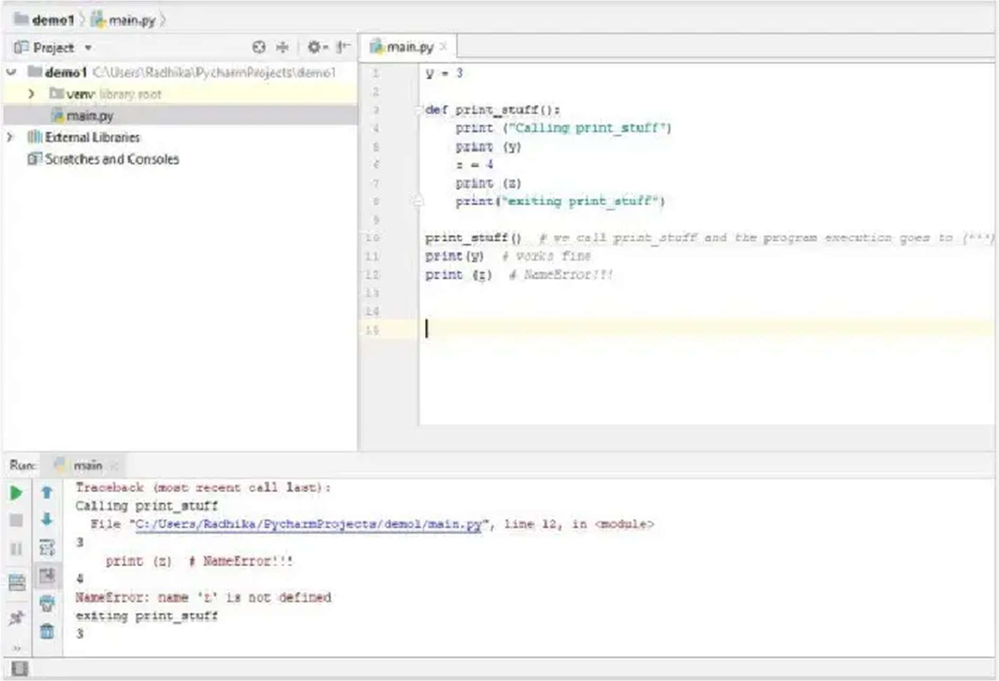 demo1 main.py
Project
main.py
demo1 C:\Users\Radhika\PycharmProjects\demo1
venv library root
main.py
External Libraries
Scratches and Consoles
1 y = 3
2
3 def print_stuff():
4 print ("Calling print_stuff")
5 print (y)
6 z = 4
7 print (z)
8 print("exiting print_stuff")
9
10 print_stuff() # we call print_stuff and the program execution goes to (***)
11 print(y) # works fine
12 print (z) # NameError!!!
13
14
15
Run: main
Traceback (most recent call last):
Calling print_stuff
File "C:/Users/Radhika/PycharmProjects/demo1/main.py", line 12, in <module>
3
print (z) # NameError!!!
4
NameError: name 'z' is not defined
exiting print_stuff
3